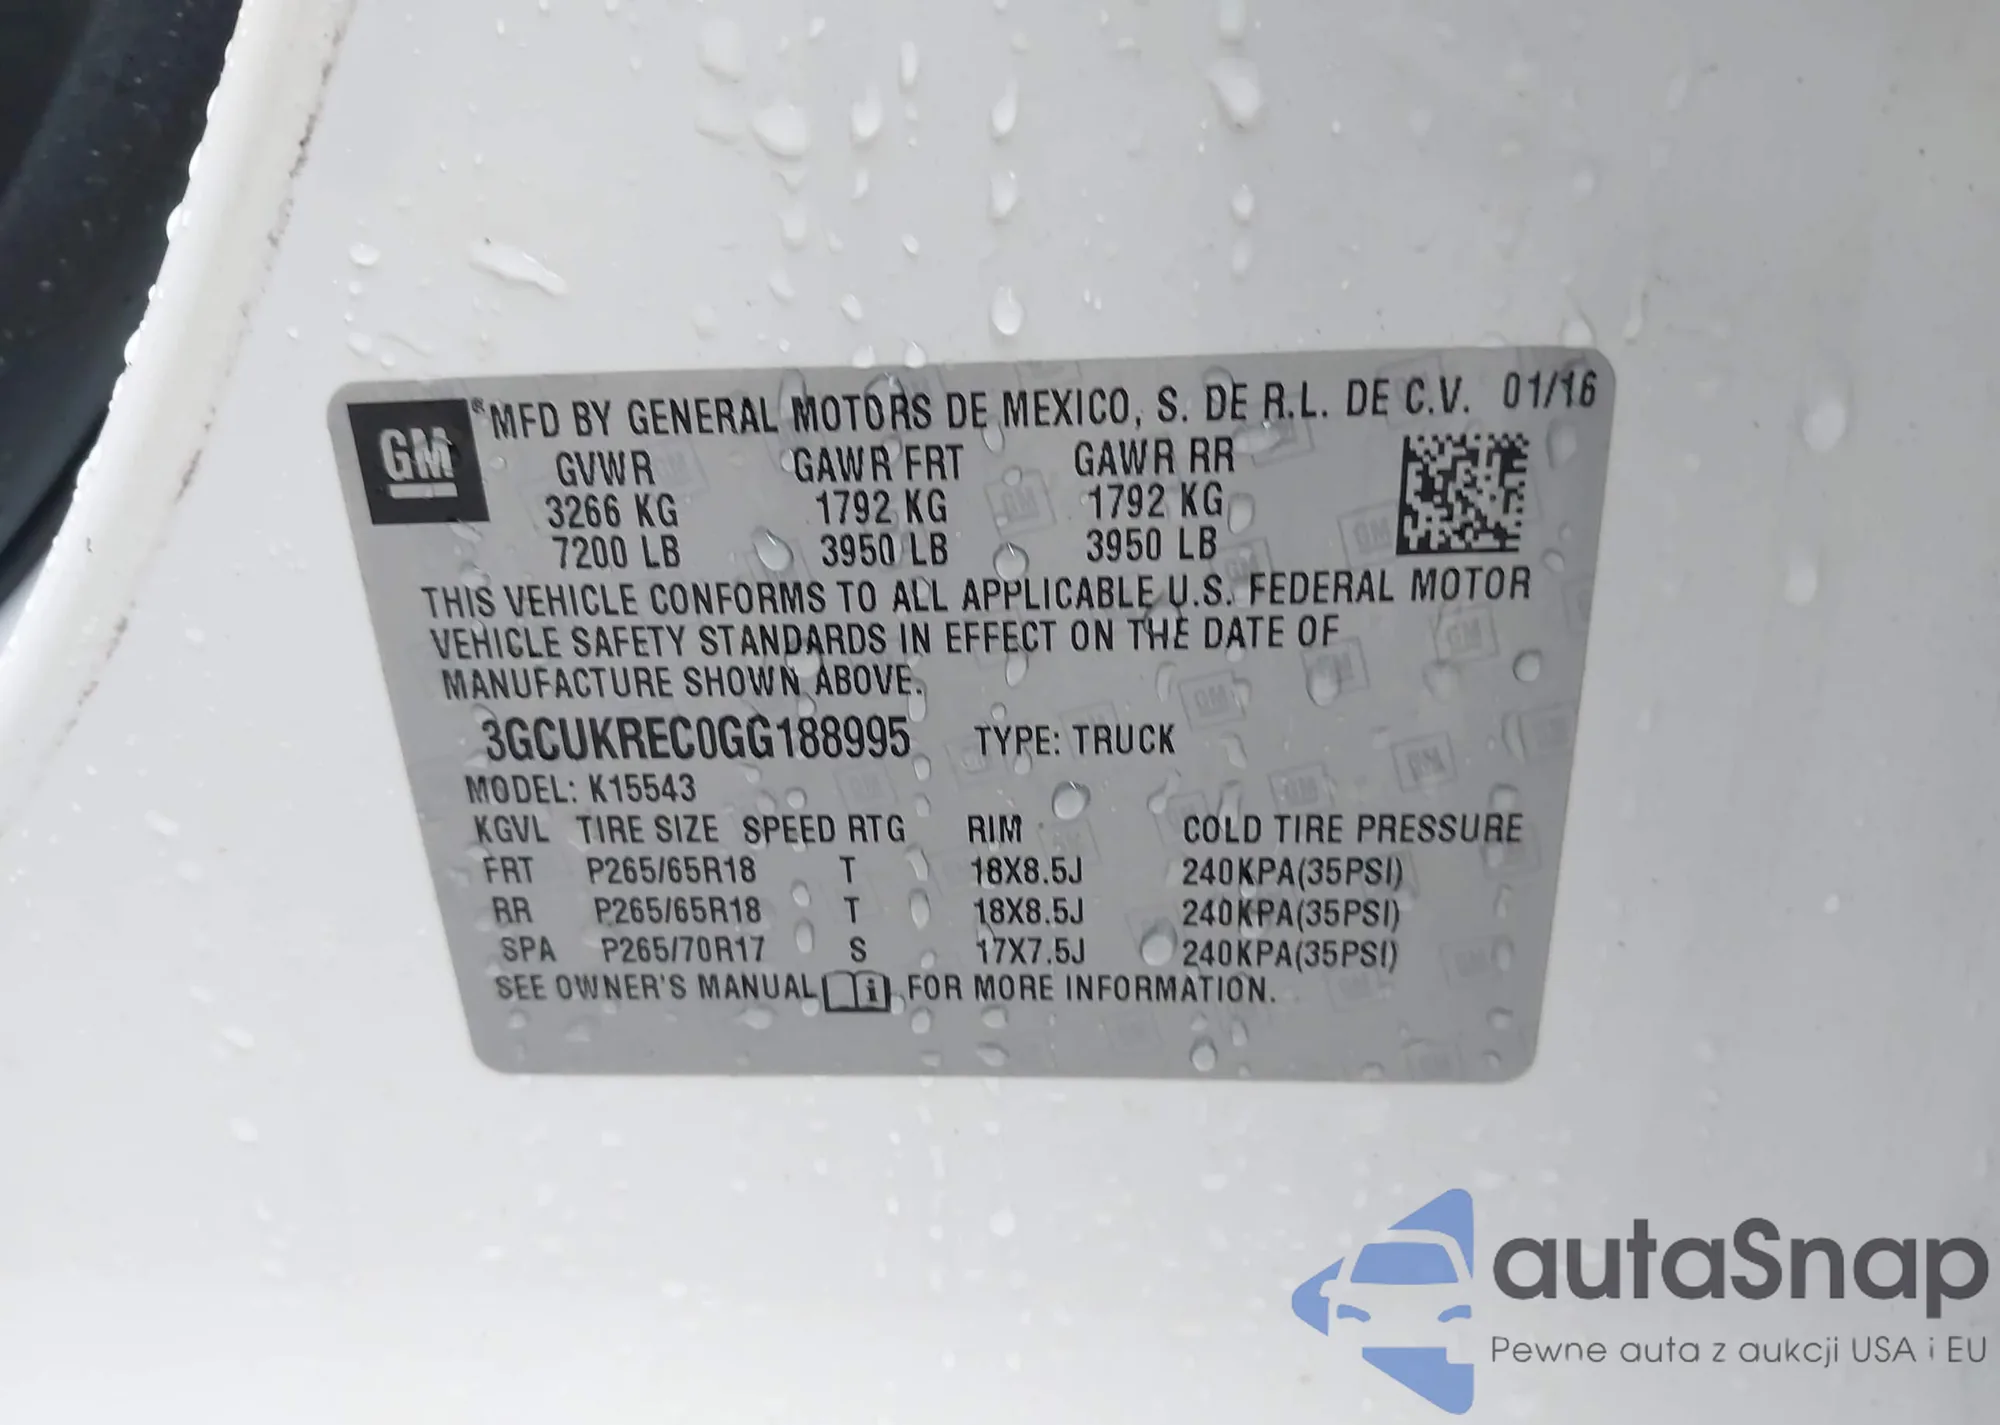 GM
®MFD BY GENERAL MOTORS DE MEXICO, S. DE R.L. DE C.V. 01/16
GVWR GAWR FRT GAWR RR
3266 KG 1792 KG 1792 KG
7200 LB 3950 LB 3950 LB
THIS VEHICLE CONFORMS TO ALL APPLICABLE U.S. FEDERAL MOTOR
VEHICLE SAFETY STANDARDS IN EFFECT ON THE DATE OF
MANUFACTURE SHOWN ABOVE.
3GCUKREC0GG188995 TYPE: TRUCK
MODEL: K15543
KGVL TIRE SIZE SPEED RTG RIM COLD TIRE PRESSURE
FRT P265/65R18 T 18X8.5J 240KPA(35PSI)
RR P265/65R18 T 18X8.5J 240KPA(35PSI)
SPA P265/70R17 S 17X7.5J 240KPA(35PSI)
SEE OWNER'S MANUAL i FOR MORE INFORMATION.
autaSnap
Pewne auta z aukcji USA i EU